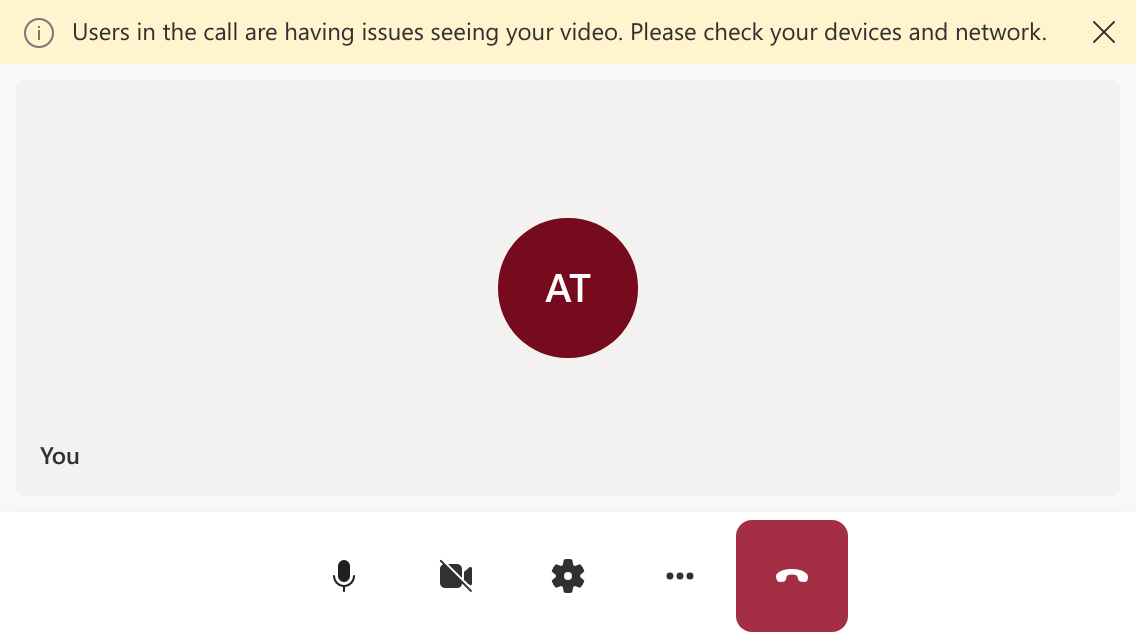 Users in the call are having issues seeing your video. Please check your devices and network.
AT
You